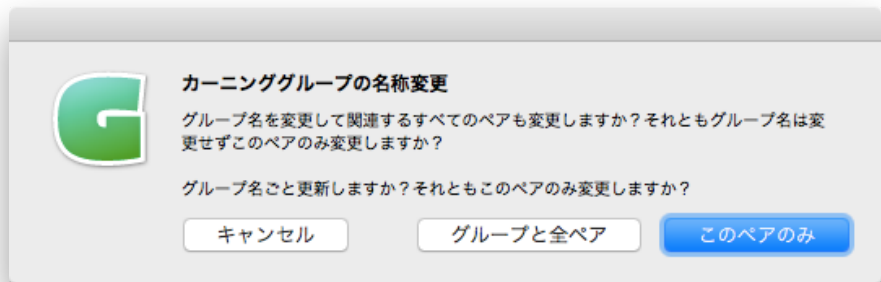 カーニンググループの名称変更
グループ名を変更して関連するすべてのペアも変更しますか？それともグループ名は変
更せずこのペアのみ変更しますか？
グループ名ごと更新しますか？それともこのペアのみ変更しますか？
キャンセル グループと全ペア このペアのみ